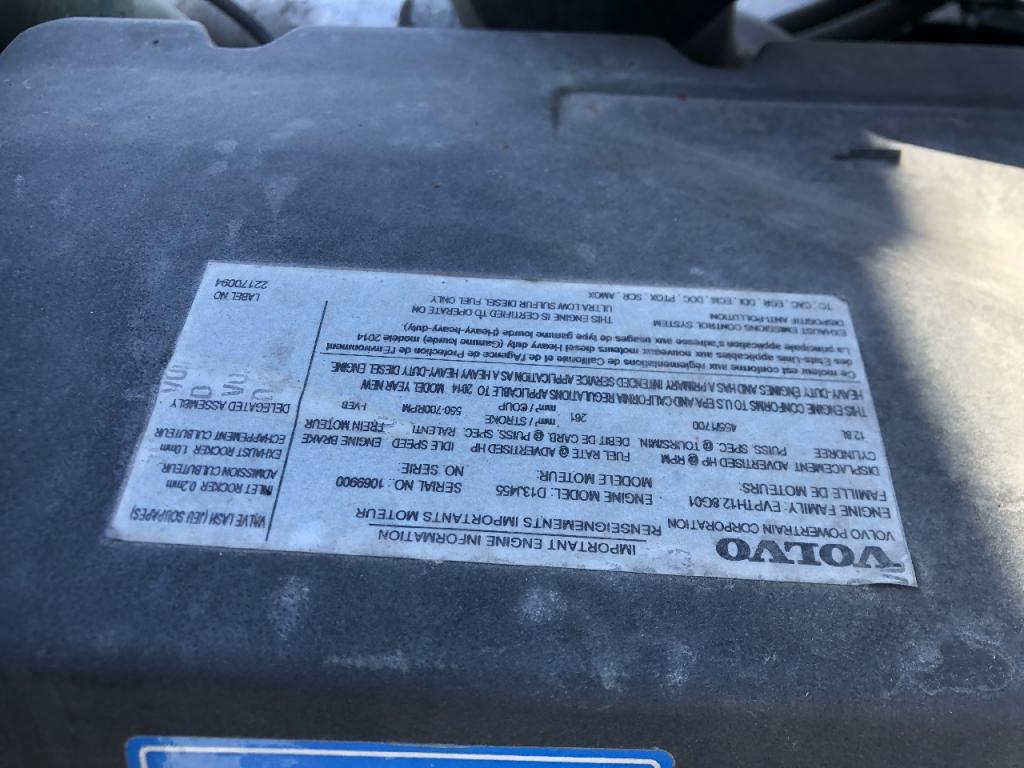 VOLVO
VOLVO POWERTRAIN CORPORATION
IMPORTANT ENGINE INFORMATION
RENSEIGNEMENTS IMPORTANTS MOTEUR
ENGINE FAMILY: EVPTH12.8G01
FAMILLE DE MOTEURS:
ENGINE MODEL: D13J455
MODELE MOTEUR:
SERIAL NO.: 1069900
NO. SERIE:
DISPLACEMENT ADVERTISED HP @ RPM FUEL RATE @ ADVERTISED HP IDLE SPEED ENGINE BRAKE
CYLINDREE PUISS. SPEC. @ TOURS/MIN. DEBIT DE CARB. @ PUISS. SPEC. RALENTI FREIN MOTEUR
12.8L 455/1700 261 mm³ / STROKE 550-700RPM I-VEB
mm³ / COUP
THIS ENGINE CONFORMS TO U.S EPA AND CALIFORNIA REGULATIONS APPLICABLE TO 2014 MODEL YEAR NEW
HEAVY-DUTY ENGINES AND HAS A PRIMARY INTENDED SERVICE APPLICATION AS A HEAVY HEAVY-DUTY DIESEL ENGINE
Ce moteur est conforme aux réglementations de Californie et de l'Agence de Protection de l'Environment
des Etats-Unis applicables aux nouveaux moteurs Diesel Heavy duty (Gamme lourde) (modèle 2014
La principale application s'adresse aux usages de type gamme lourde (Heavy-heavy-duty)
EXHAUST EMISSIONS CONTROL SYSTEM
DISPOSITIF ANTI-POLLUTION
TC , CAC , EGR , DDI , ECM , DOC , PTOX , SCR , AMOX
THIS ENGINE IS CERTIFIED TO OPERATE ON
ULTRA LOW SULFUR DIESEL FUEL ONLY
VALVE LASH (JEU SOUPAPES)
INLET ROCKER 0.2mm
ADMISSION CULBUTEUR
EXHAUST ROCKER 1.0mm
ECHAPPEMENT CULBUTEUR
DELEGATED ASSEMBLY
LABEL NO
22170094